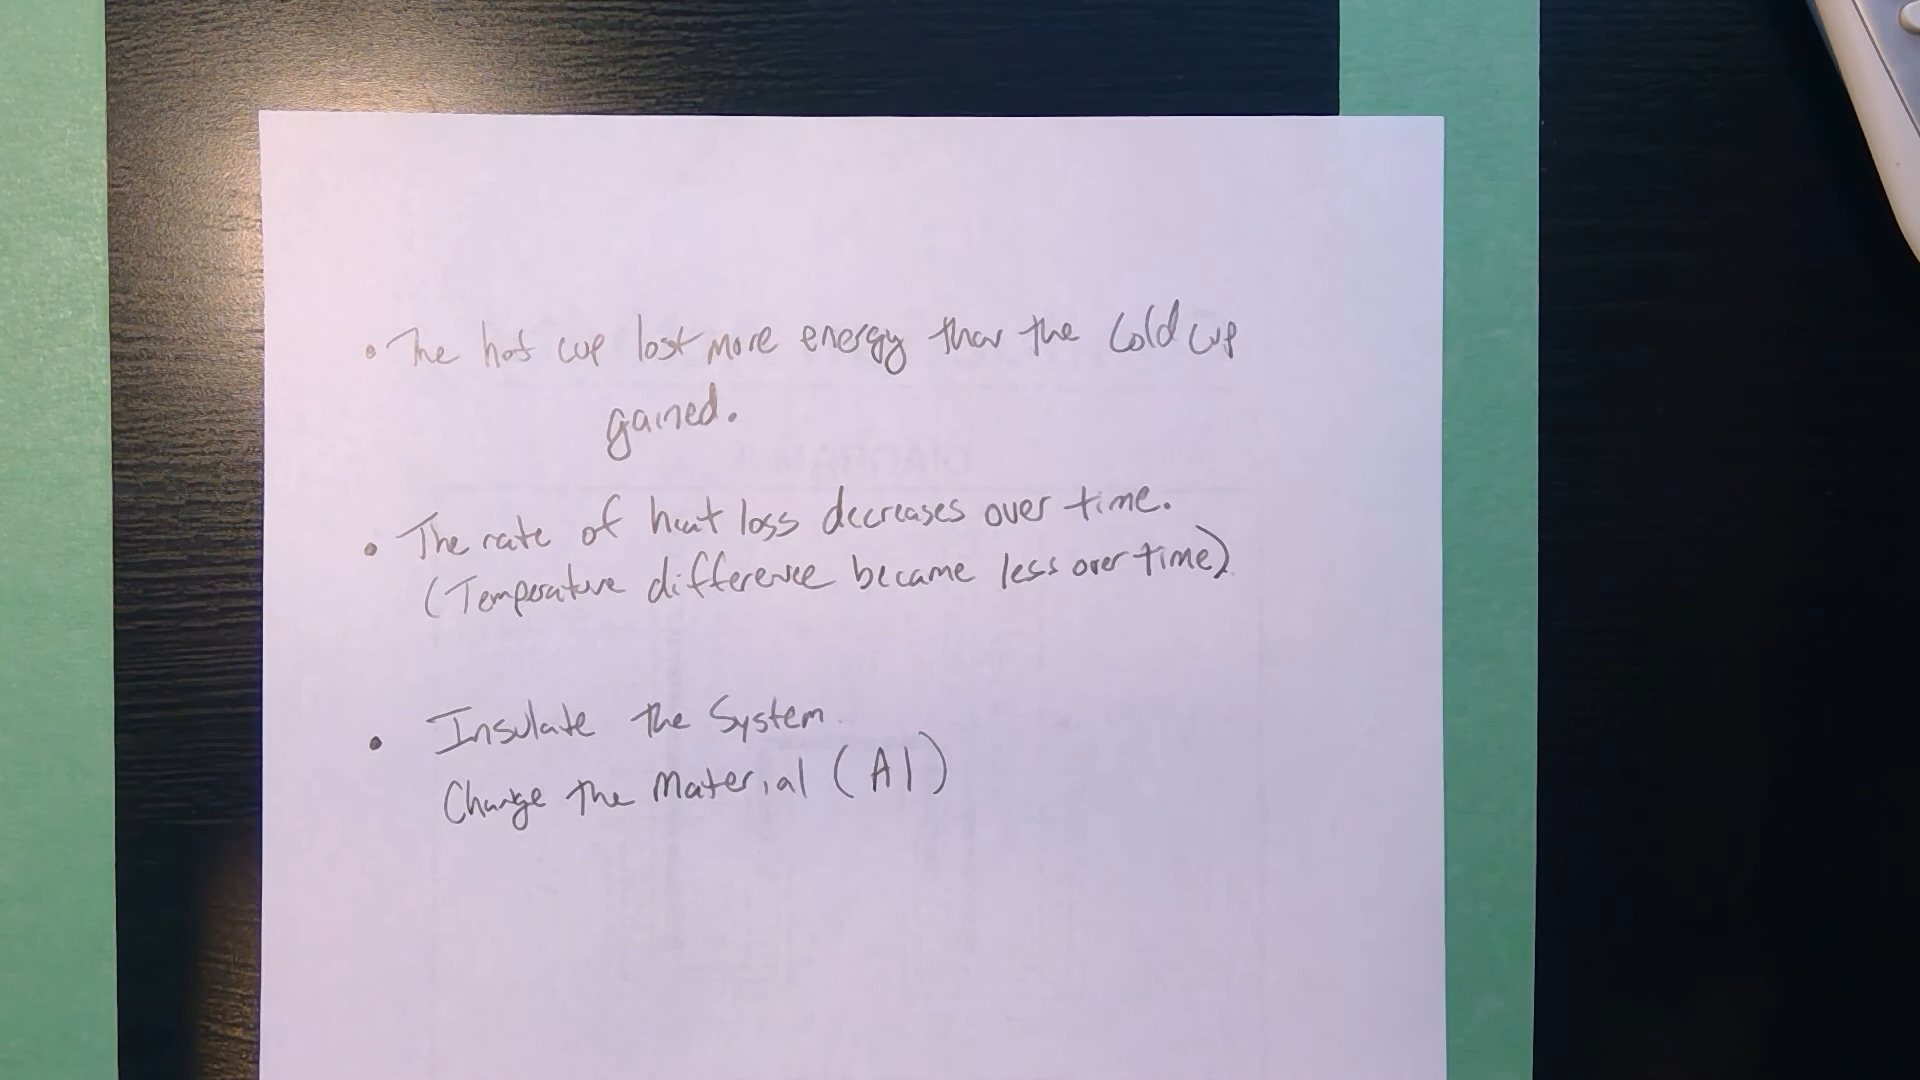 • The hot cup lost more energy than the cold cup
gained.
• The rate of heat loss decreases over time.
(Temperature difference became less over time)
• Insulate the System.
Change the Material (Al)
DIAGRAM